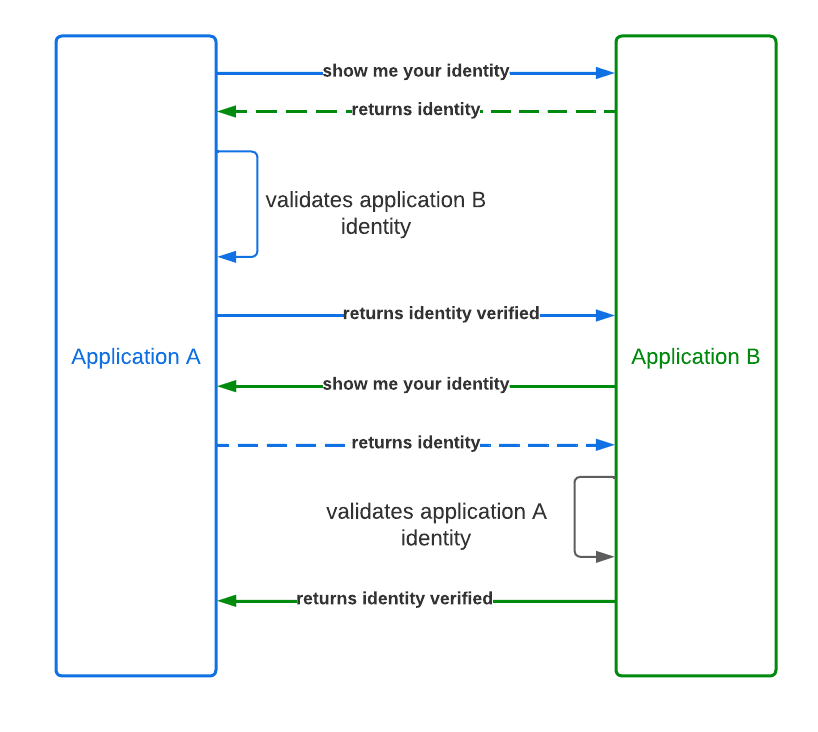 show me your identity
returns identity
validates application B
identity
returns identity verified
Application A
Application B
show me your identity
returns identity
validates application A
identity
returns identity verified